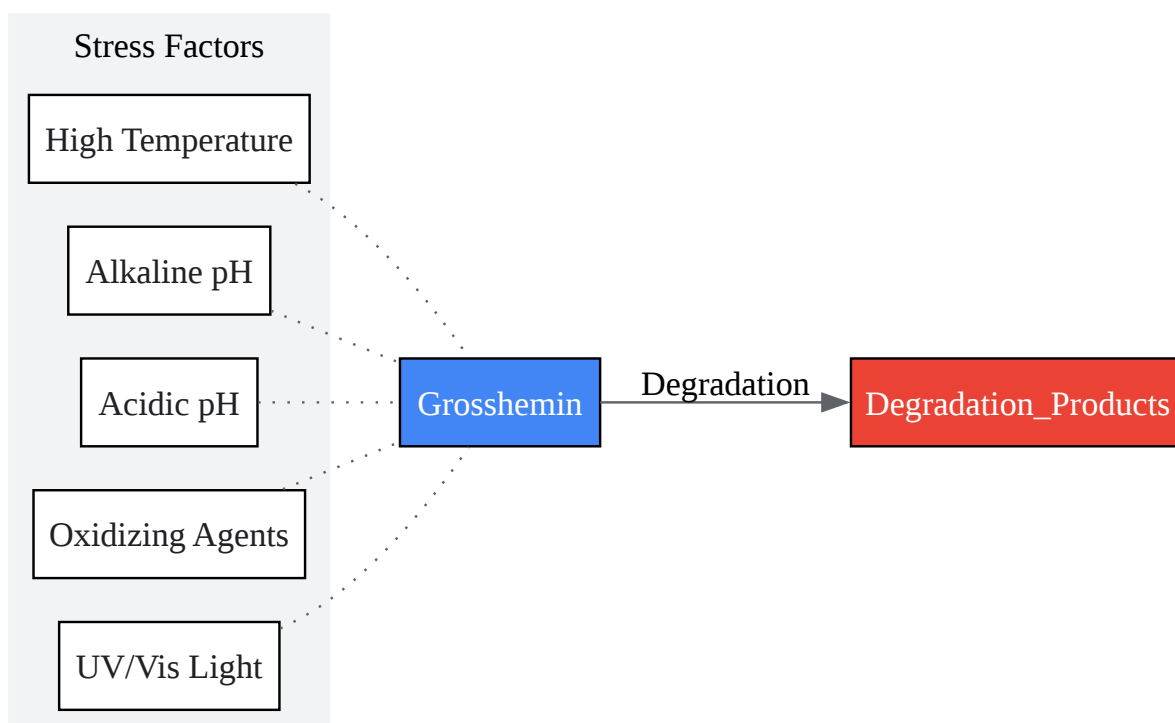 Stress Factors
High Temperature
Alkaline pH
Acidic pH
Oxidizing Agents
UV/Vis Light
Grosshemin
Degradation
Degradation_Products